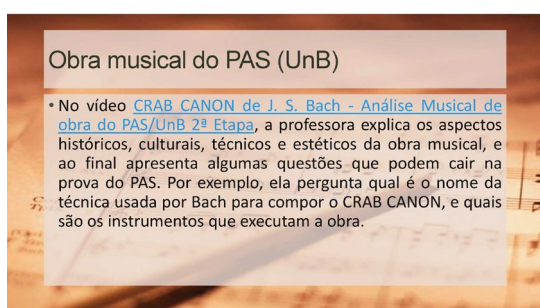 Obra musical do PAS (UnB)
• No vídeo CRAB CANON de J. S. Bach - Análise Musical de
obra do PAS/UnB 2ª Etapa, a professora explica os aspectos
históricos, culturais, técnicos e estéticos da obra musical, e
ao final apresenta algumas questões que podem cair na
prova do PAS. Por exemplo, ela pergunta qual é o nome da
técnica usada por Bach para compor o CRAB CANON, e quais
são os instrumentos que executam a obra.